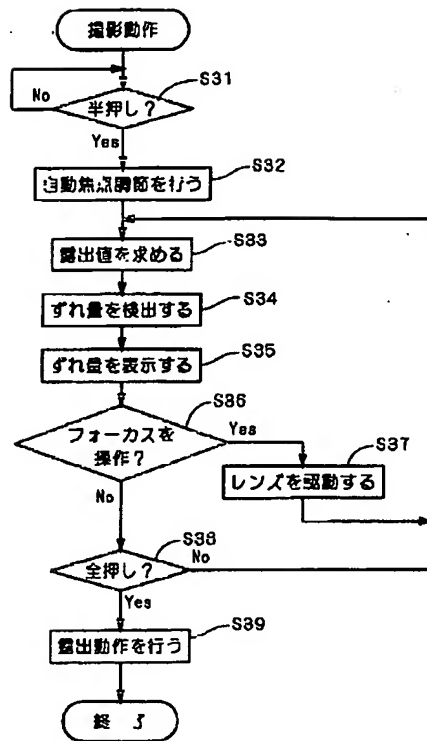 撮影動作
S31
半押し?
No
Yes
S32
自動焦点調節を行う
S33
露出値を求める
S34
ずれ量を検出する
S35
ずれ量を表示する
S36
フォーカスを
操作?
Yes
No
S37
レンズを駆動する
S38
全押し?
No
Yes
S39
露出動作を行う
終 了